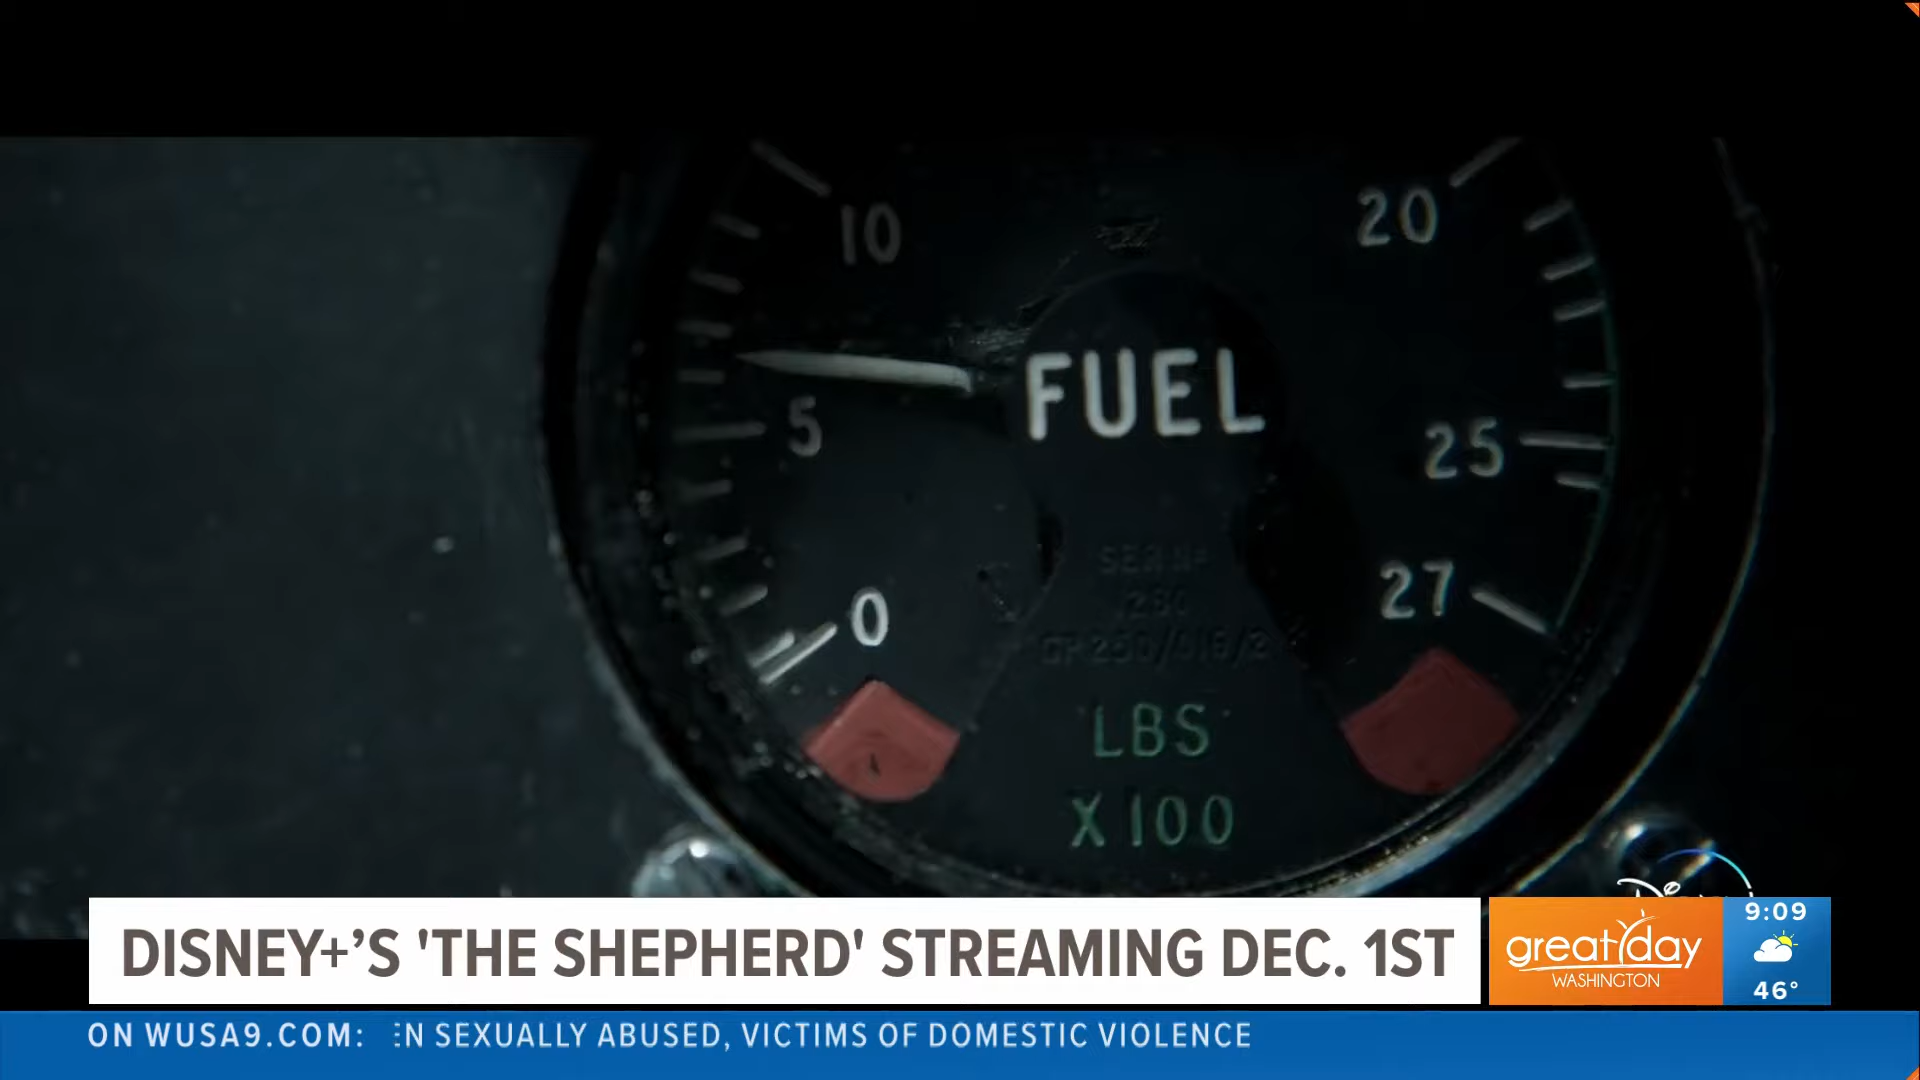 10
20
FUEL
5
25
0
27
LBS
X100
DISNEY+’S 'THE SHEPHERD' STREAMING DEC. 1ST
great day
WASHINGTON
9:09
46°
ON WUSA9.COM: EN SEXUALLY ABUSED, VICTIMS OF DOMESTIC VIOLENCE